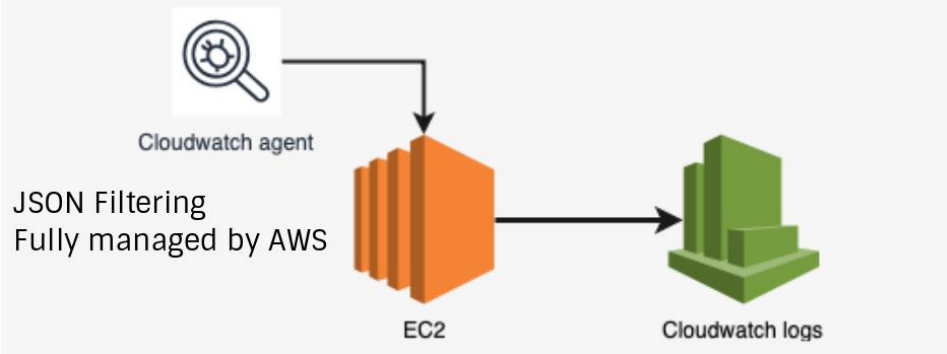 Cloudwatch agent
JSON Filtering
Fully managed by AWS
EC2
Cloudwatch logs